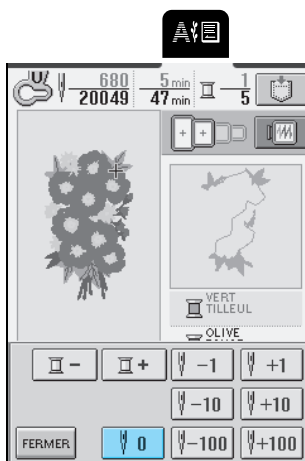 A
U
680 5 min 1
20049 47 min 5
VERT
TILLEUL
OLIVE
- + -1 +1
-10 +10
FERMER 0 -100 +100